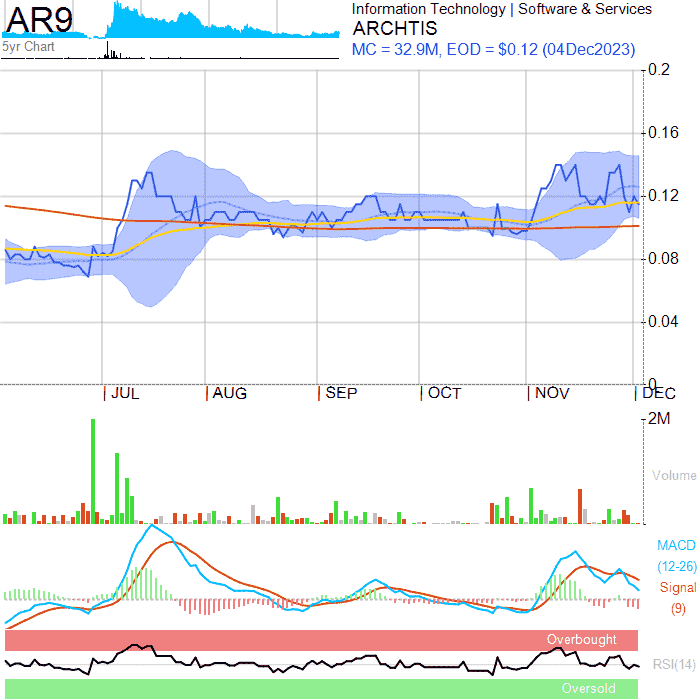 AR9
5yr Chart
Information Technology | Software & Services
ARCHTIS
MC = 32.9M, EOD = $0.12 (04Dec2023)
0.2
0.16
0.12
0.08
0.04
0
JUL AUG SEP OCT NOV DEC
2M
Volume
MACD
(12-26)
Signal
(9)
Overbought
RSI(14)
Oversold